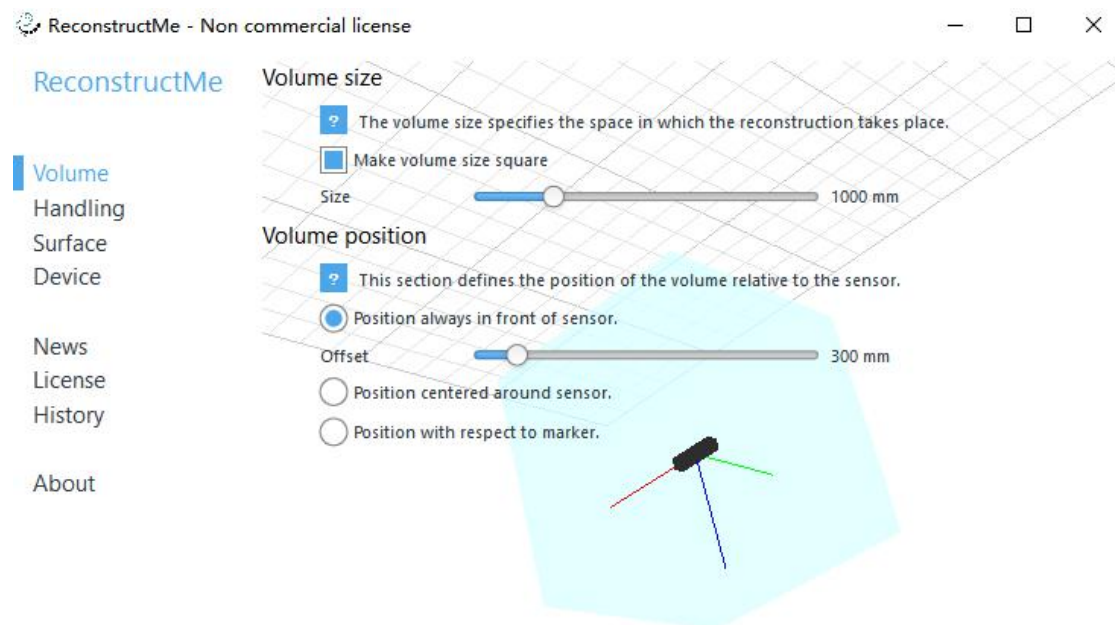 ReconstructMe - Non commercial license
ReconstructMe
Volume
Handling
Surface
Device
News
License
History
About
Volume size
? The volume size specifies the space in which the reconstruction takes place.
Make volume size square
Size 1000 mm
Volume position
? This section defines the position of the volume relative to the sensor.
Position always in front of sensor.
Offset 300 mm
Position centered around sensor.
Position with respect to marker.